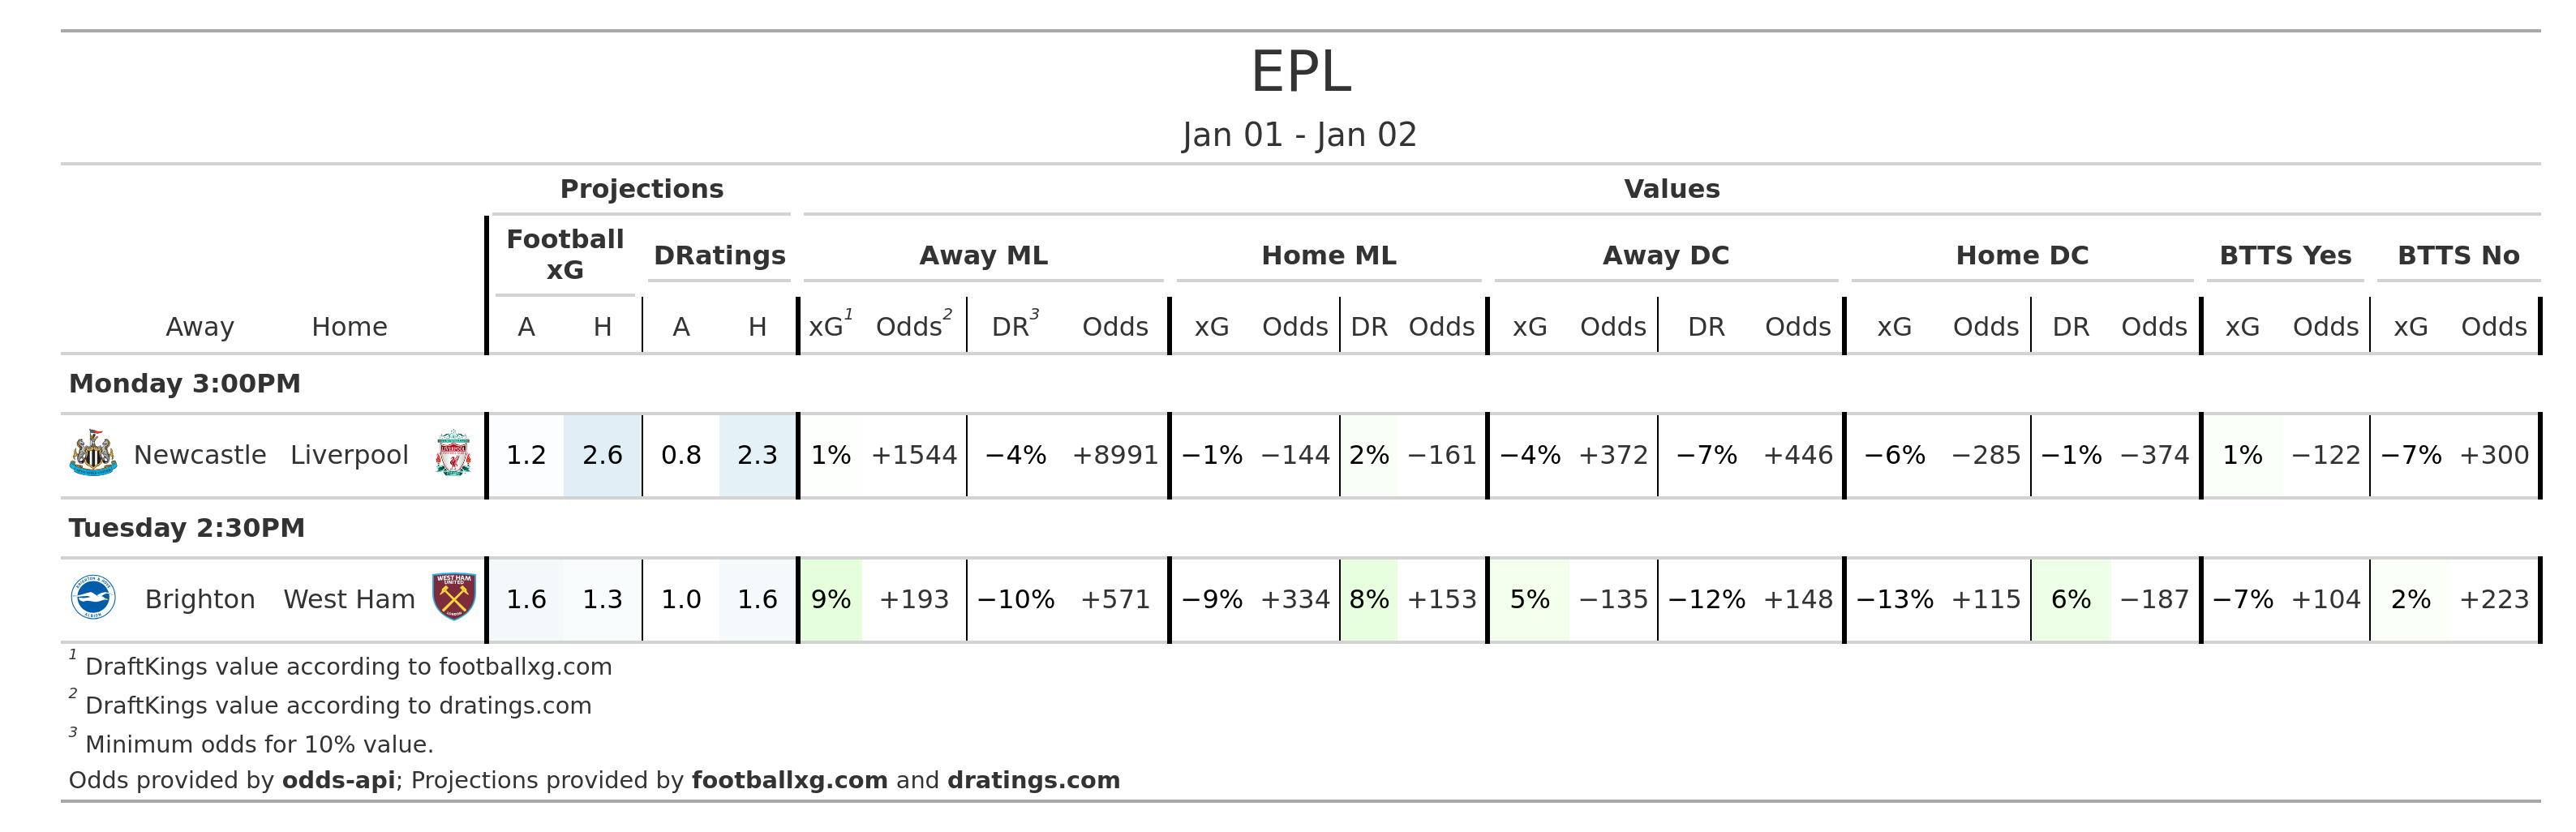 EPL
Jan 01 - Jan 02
Projections Values
Football xG DRatings Away ML Home ML Away DC Home DC BTTS Yes BTTS No
Away Home A H A H xG1 Odds2 DR3 Odds xG Odds DR Odds xG Odds DR Odds xG Odds DR Odds xG Odds xG Odds
Monday 3:00PM
Newcastle Liverpool 1.2 2.6 0.8 2.3 1% +1544 −4% +8991 −1% −144 2% −161 −4% +372 −7% +446 −6% −285 −1% −374 1% −122 −7% +300
Tuesday 2:30PM
Brighton West Ham WEST HAM UNITED LONDON 1.6 1.3 1.0 1.6 9% +193 −10% +571 −9% +334 8% +153 5% −135 −12% +148 −13% +115 6% −187 −7% +104 2% +223
1 DraftKings value according to footballxg.com
2 DraftKings value according to dratings.com
3 Minimum odds for 10% value.
Odds provided by odds-api; Projections provided by footballxg.com and dratings.com